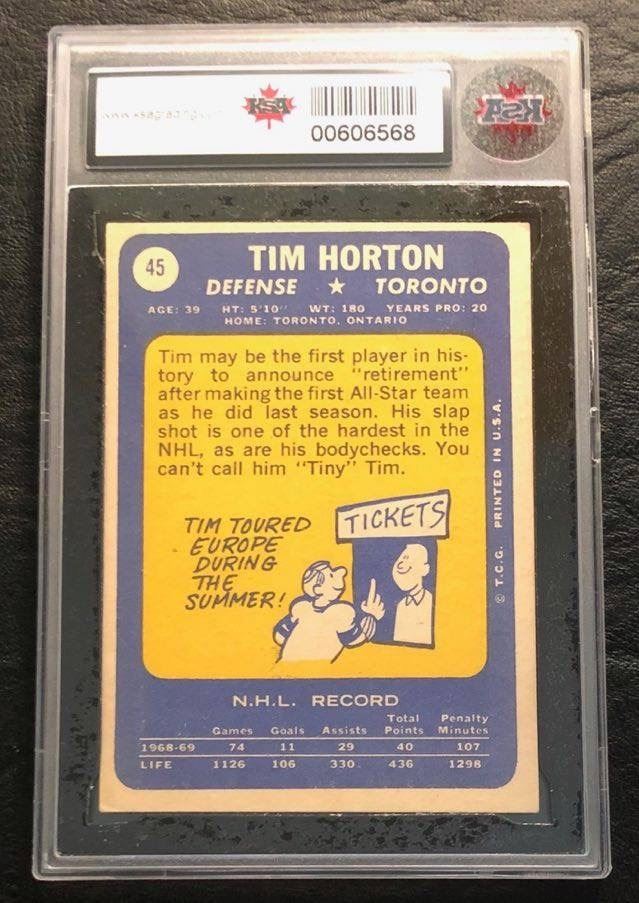 KSA
00606568
KSA
45
TIM HORTON
DEFENSE ★ TORONTO
AGE: 39 HT: 5'10" WT: 180 YEARS PRO: 20
HOME: TORONTO, ONTARIO
Tim may be the first player in his-
tory to announce "retirement"
after making the first All-Star team
as he did last season. His slap
shot is one of the hardest in the
NHL, as are his bodychecks. You
can't call him "Tiny" Tim.
TIM TOURED
EUROPE
DURING
THE
SUMMER!
TICKETS
© T.C.G. PRINTED IN U.S.A.
N.H.L. RECORD
Games Goals Assists Total Points Penalty Minutes
1968-69 74 11 29 40 107
LIFE 1126 106 330 436 1298